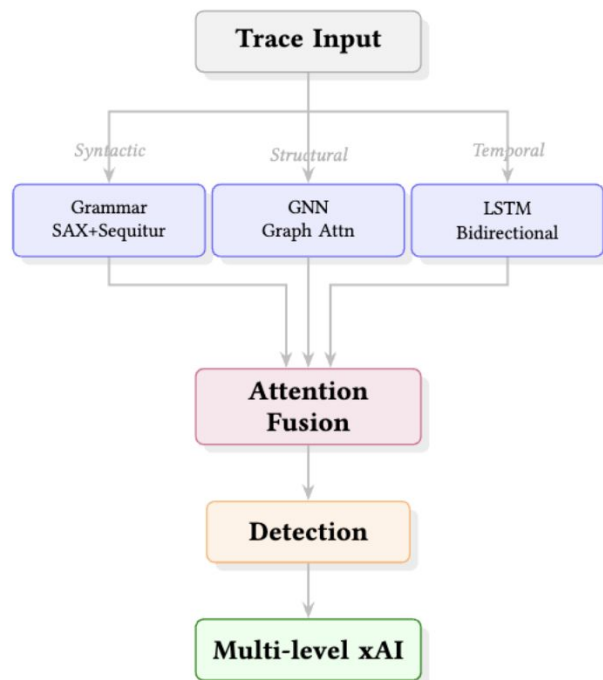 Trace Input
Syntactic
Structural
Temporal
Grammar
SAX+Sequitur
GNN
Graph Attn
LSTM
Bidirectional
Attention
Fusion
Detection
Multi-level xAI